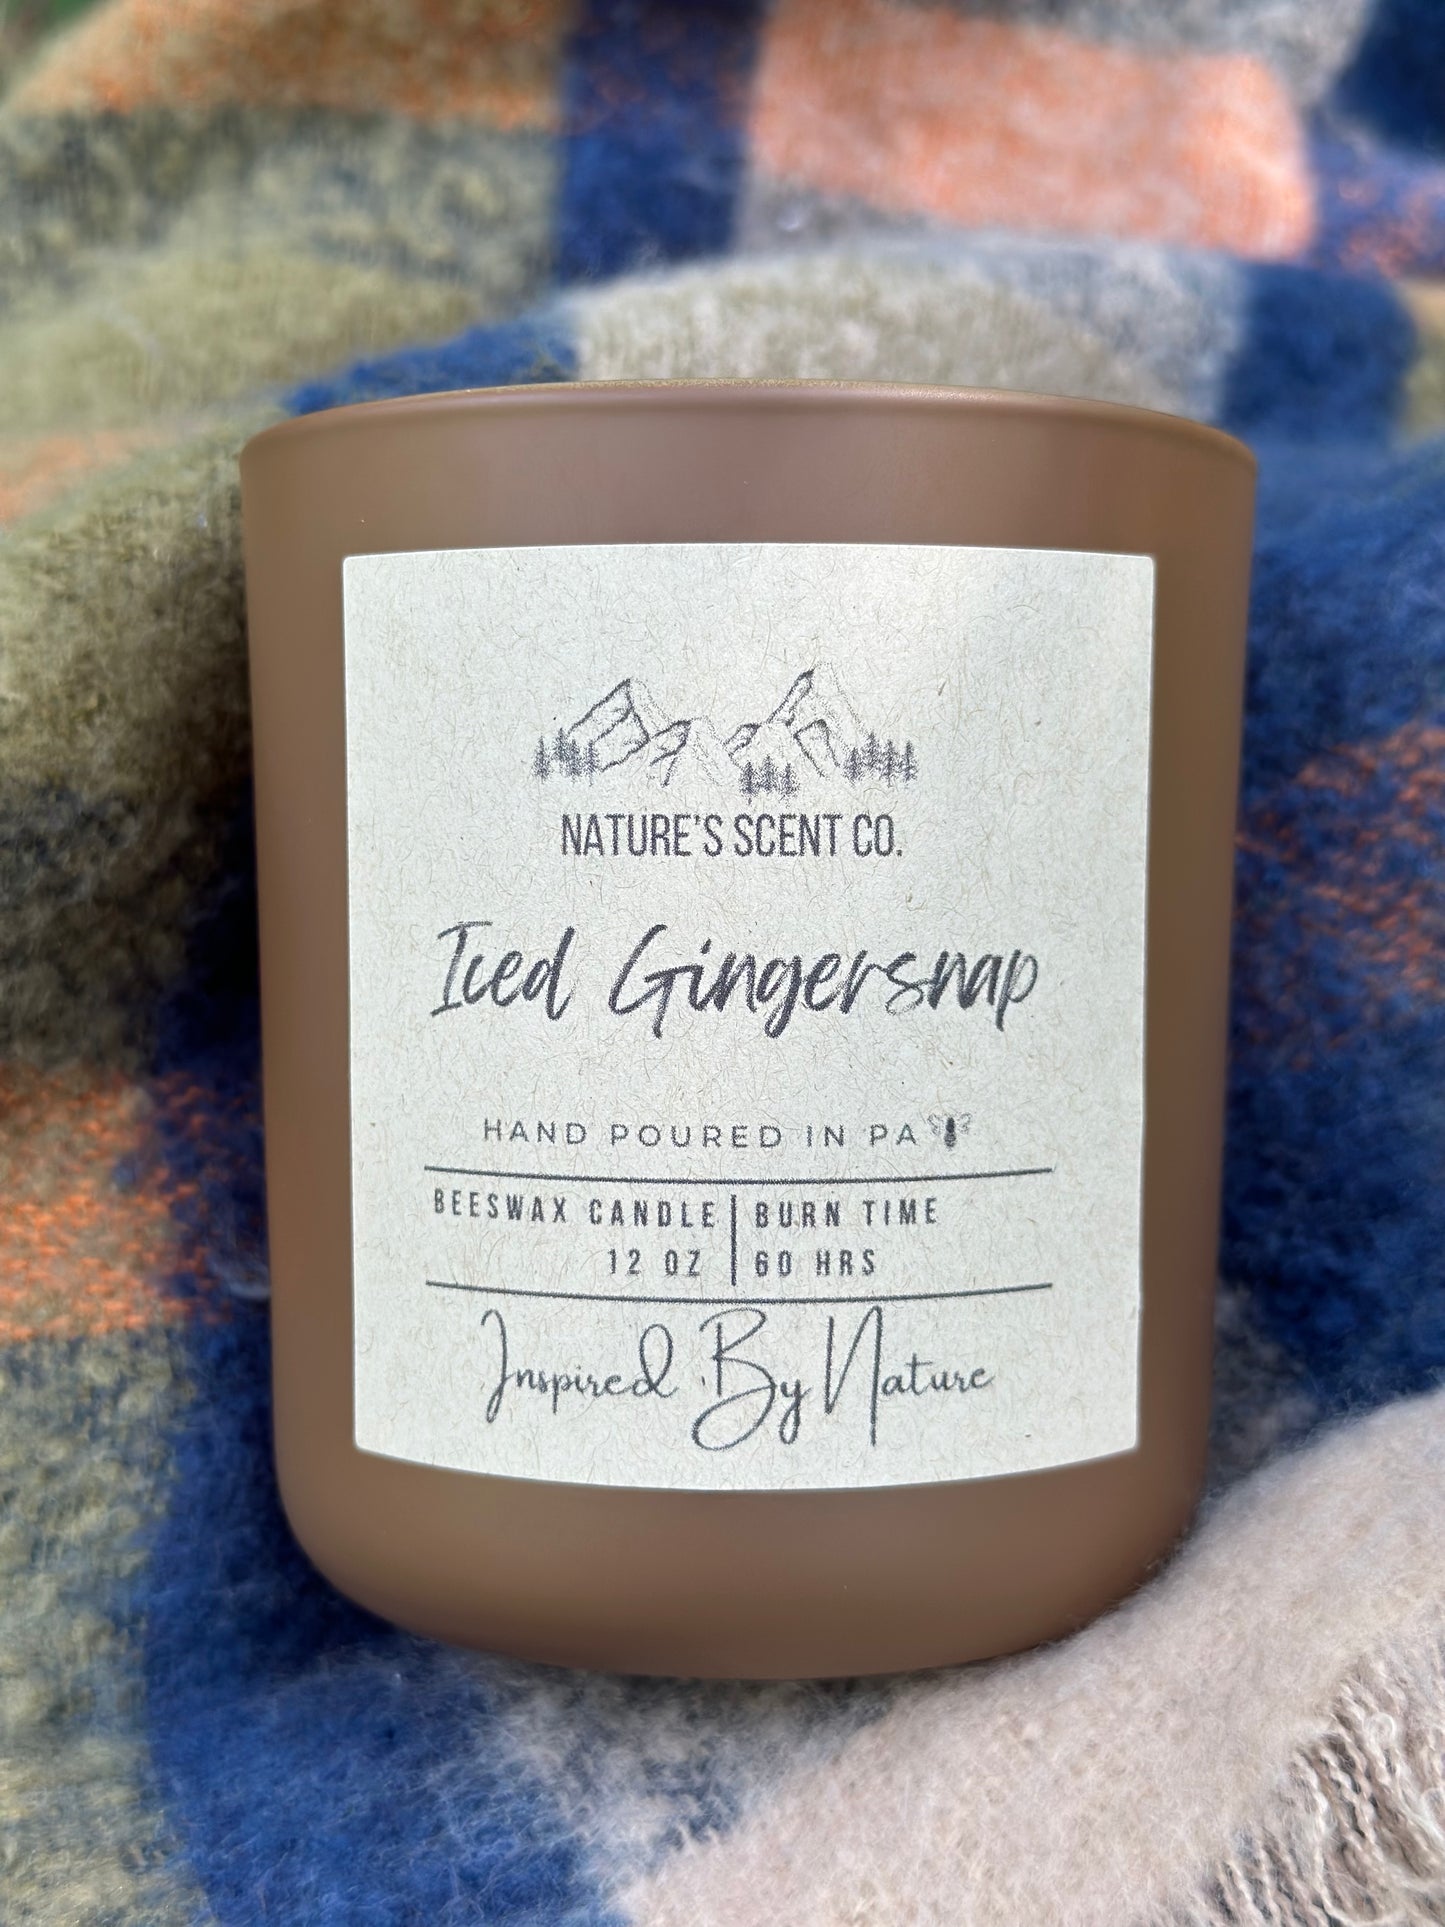 NATURE'S SCENT CO.
Iced Gingersnap
HAND POURED IN PA
BEESWAX CANDLE | BURN TIME
12 OZ | 60 HRS
Inspired By Nature